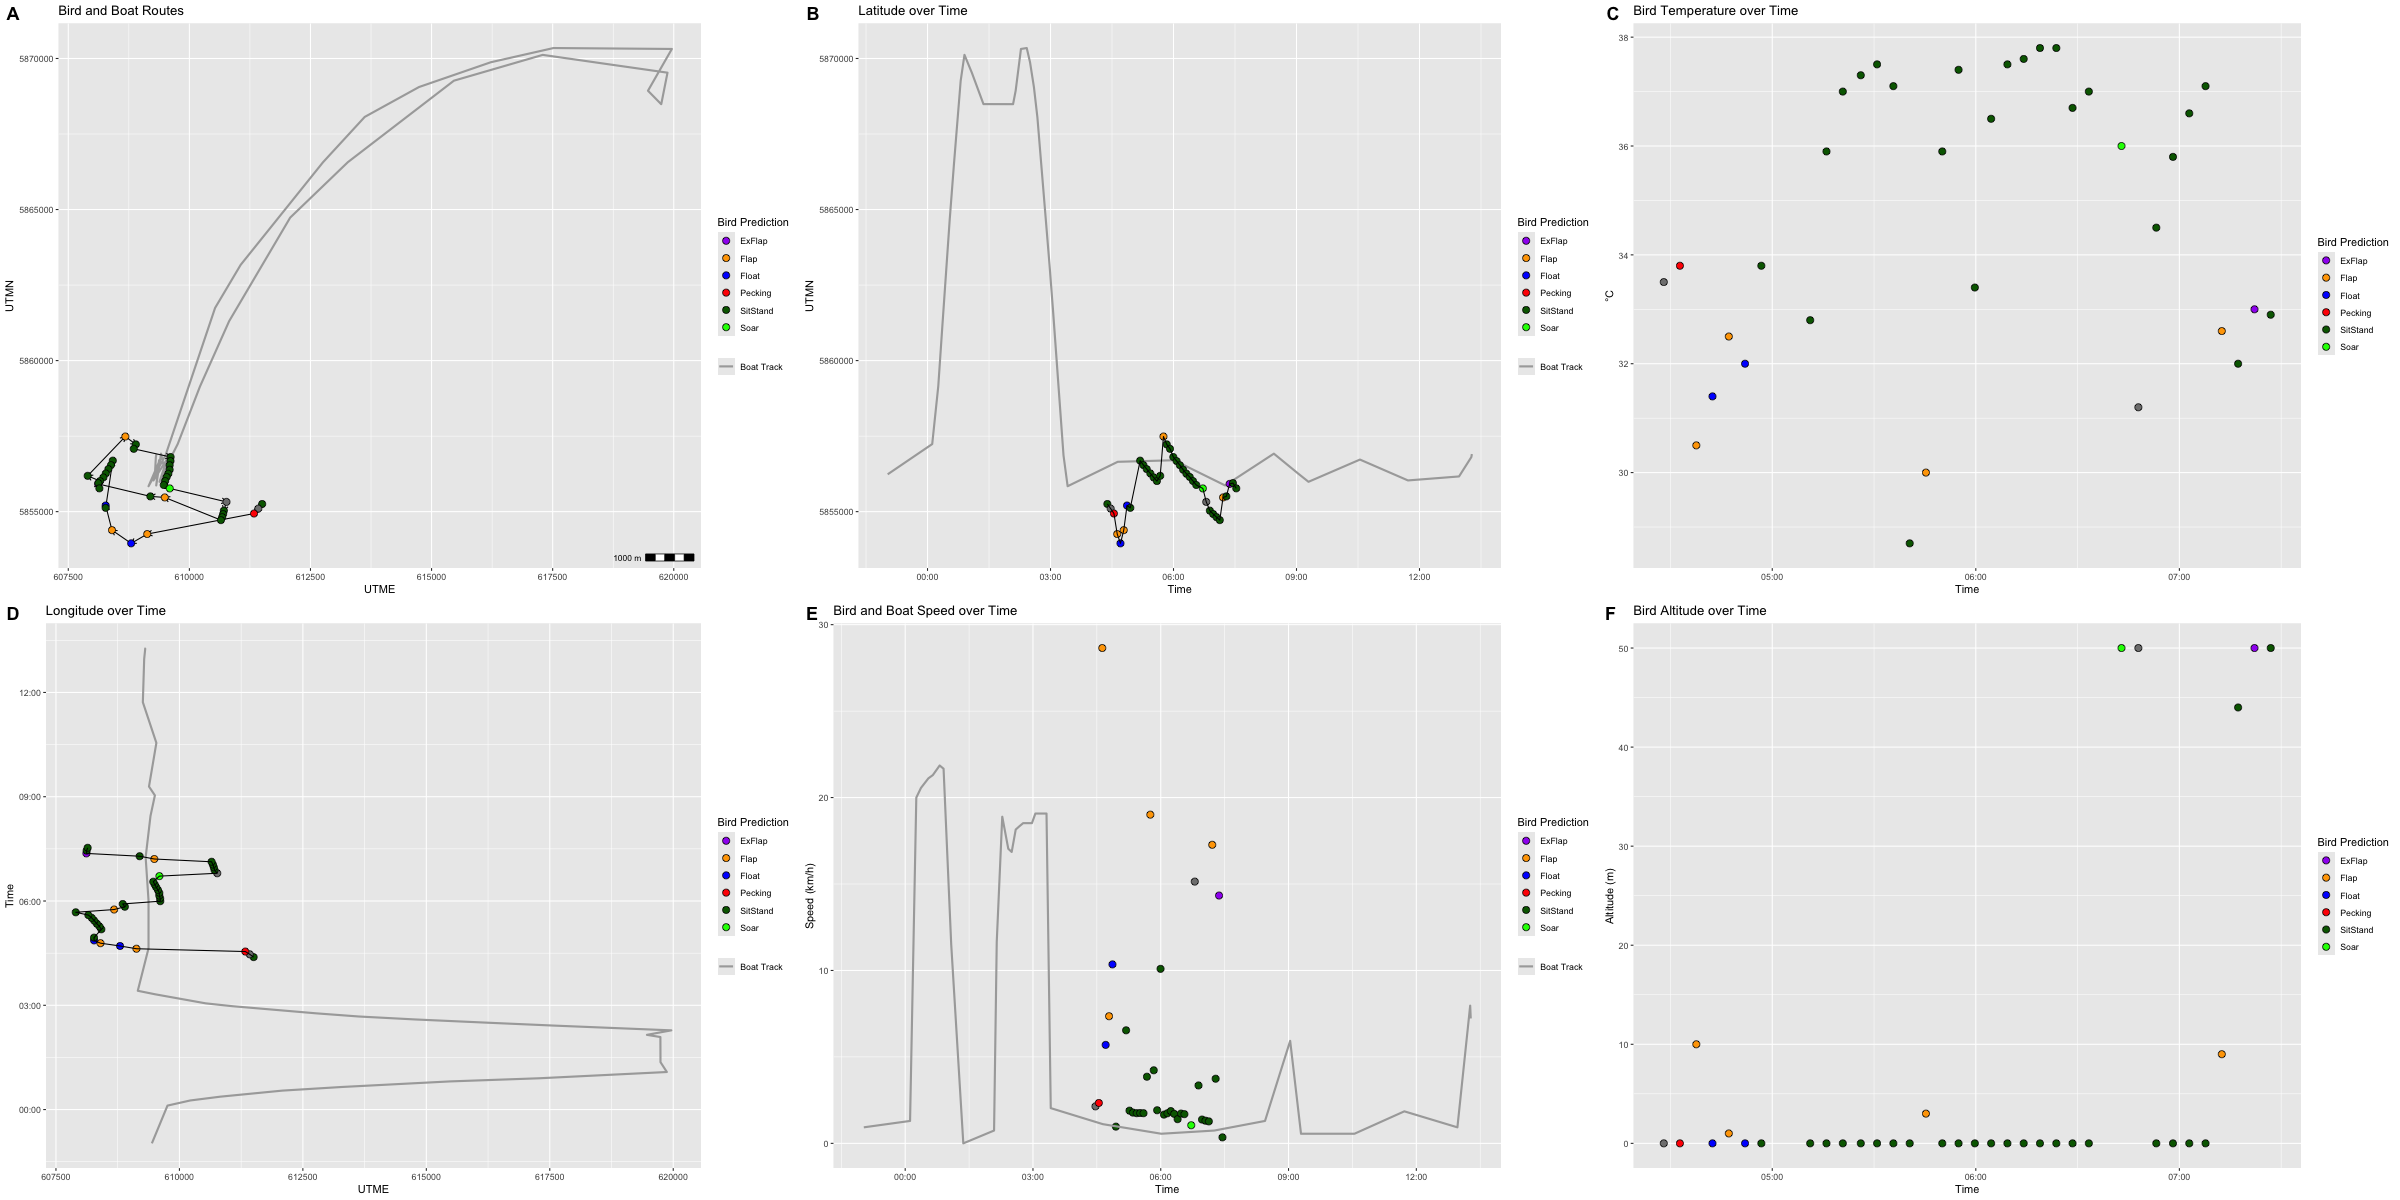 A Bird and Boat Routes
UTMN
5870000
5865000
5860000
5855000
607500 610000 612500 615000 617500 620000
UTME
1000 m
Bird Prediction
ExFlap
Flap
Float
Pecking
SitStand
Soar
Boat Track
B Latitude over Time
UTMN
5870000
5865000
5860000
5855000
00:00 03:00 06:00 09:00 12:00
Time
Bird Prediction
ExFlap
Flap
Float
Pecking
SitStand
Soar
Boat Track
C Bird Temperature over Time
°C
38
36
34
32
30
05:00 06:00 07:00
Time
Bird Prediction
ExFlap
Flap
Float
Pecking
SitStand
Soar
D Longitude over Time
Time
12:00
09:00
06:00
03:00
00:00
607500 610000 612500 615000 617500 620000
UTME
Bird Prediction
ExFlap
Flap
Float
Pecking
SitStand
Soar
Boat Track
E Bird and Boat Speed over Time
Speed (km/h)
30
20
10
0
00:00 03:00 06:00 09:00 12:00
Time
Bird Prediction
ExFlap
Flap
Float
Pecking
SitStand
Soar
Boat Track
F Bird Altitude over Time
Altitude (m)
50
40
30
20
10
0
05:00 06:00 07:00
Time
Bird Prediction
ExFlap
Flap
Float
Pecking
SitStand
Soar